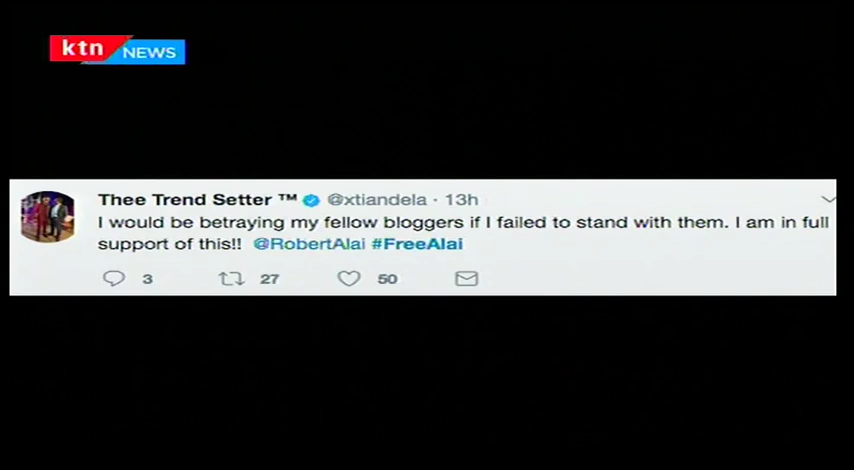 ktn NEWS
Thee Trend Setter ™ @xtiandela · 13h
I would be betraying my fellow bloggers if I failed to stand with them. I am in full
support of this!! @RobertAlai #FreeAlai
3 27 50